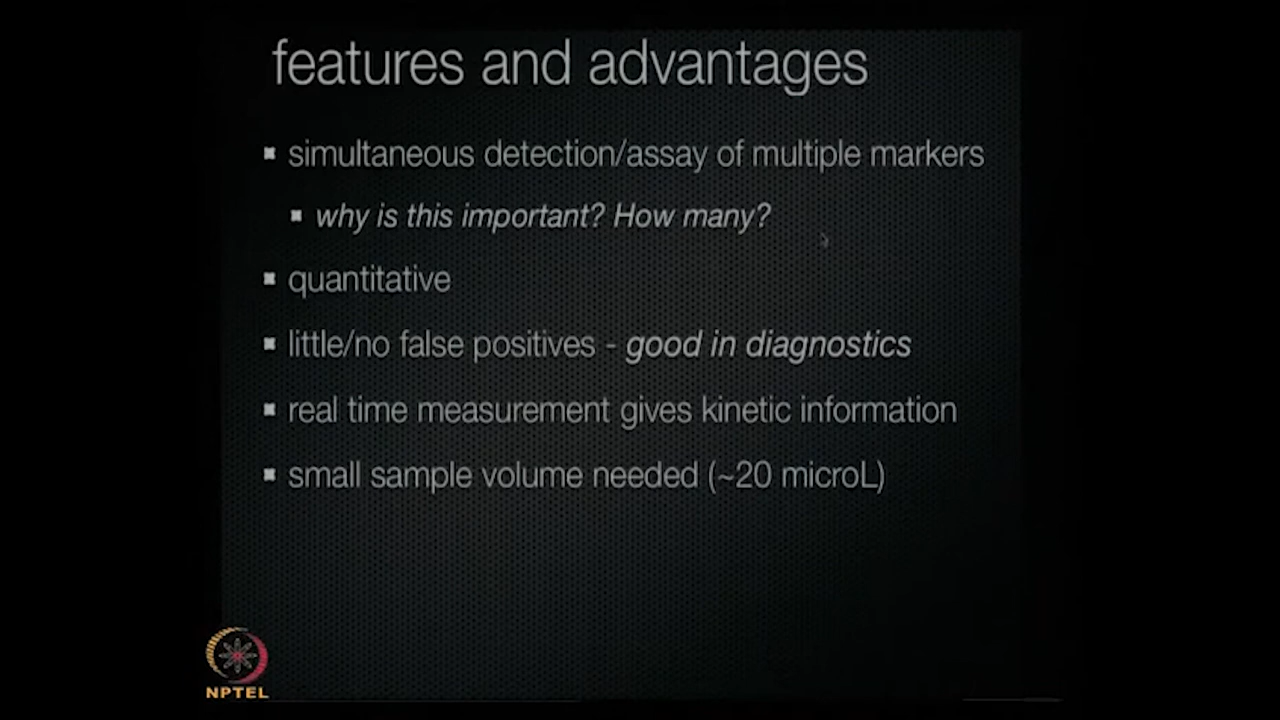 features and advantages
simultaneous detection/assay of multiple markers
why is this important? How many?
quantitative
little/no false positives - good in diagnostics
real time measurement gives kinetic information
small sample volume needed (~20 microL)
NPTEL